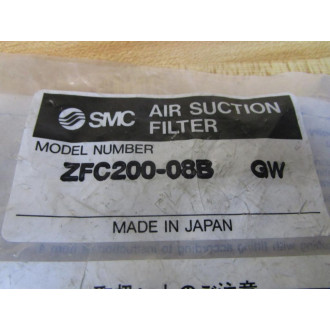 SMC AIR SUCTION
FILTER
MODEL NUMBER
ZFC200-08B GW
MADE IN JAPAN